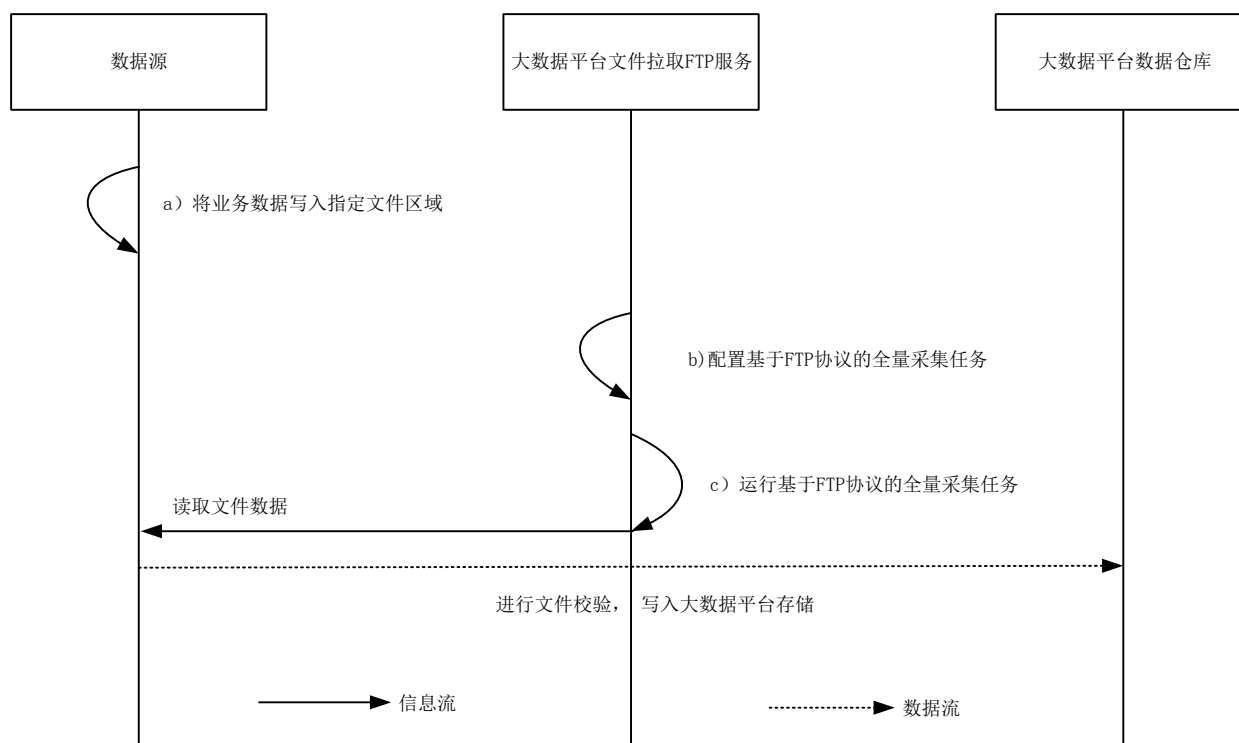 数据源
大数据平台文件拉取FTP服务
大数据平台数据仓库
a）将业务数据写入指定文件区域
b)配置基于FTP协议的全量采集任务
c）运行基于FTP协议的全量采集任务
读取文件数据
进行文件校验， 写入大数据平台存储
信息流
数据流